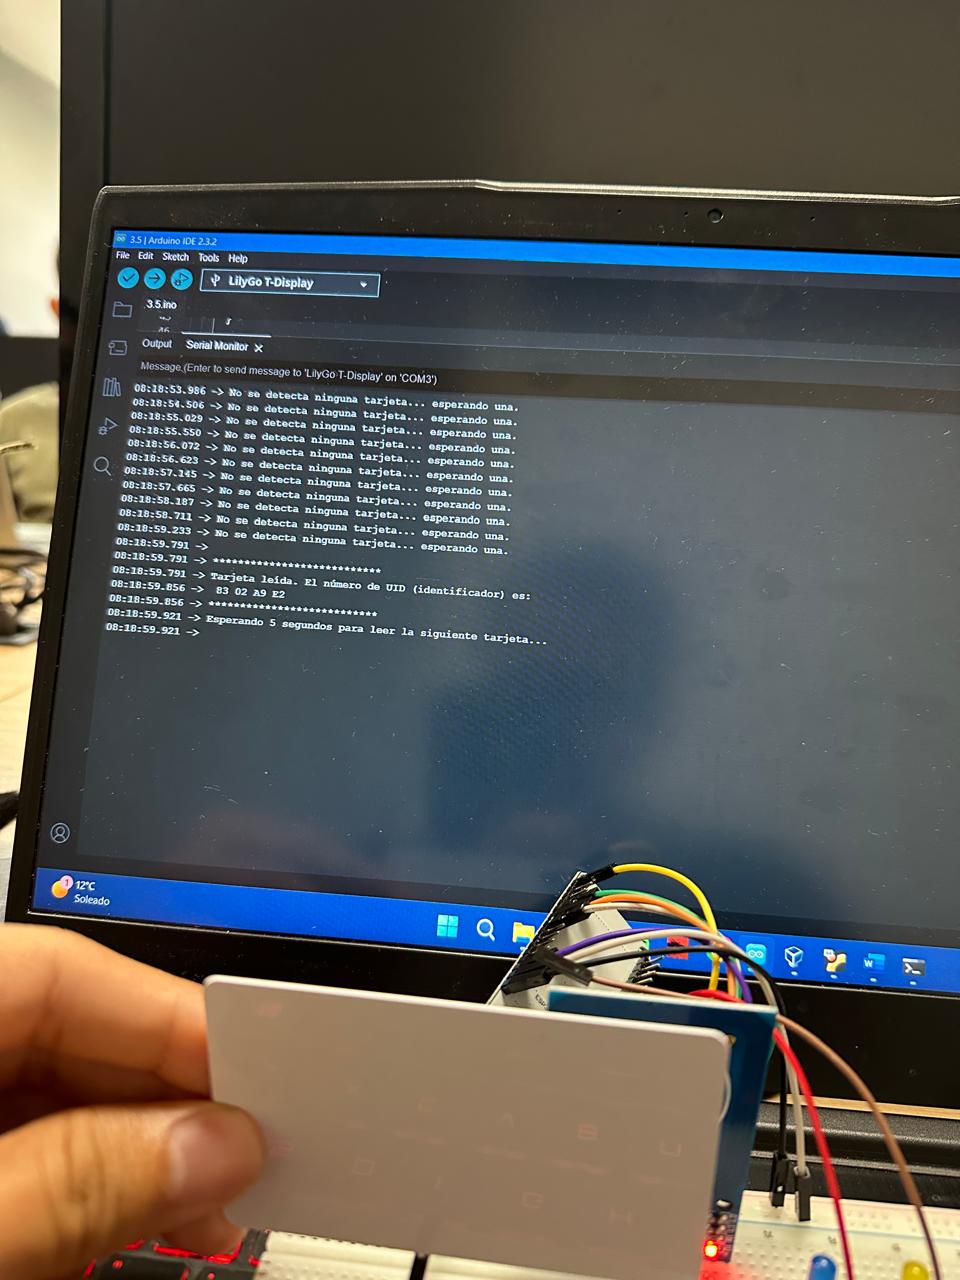 3.5 | Arduino IDE 2.3.2
File Edit Sketch Tools Help
LilyGo T-Display
3.5.ino
Output Serial Monitor
Message (Enter to send message to 'LilyGo T-Display' on 'COM3')
08:18:53.986 -> No se detecta ninguna tarjeta... esperando una.
08:18:54.506 -> No se detecta ninguna tarjeta... esperando una.
08:18:55.029 -> No se detecta ninguna tarjeta... esperando una.
08:18:55.550 -> No se detecta ninguna tarjeta... esperando una.
08:18:56.072 -> No se detecta ninguna tarjeta... esperando una.
08:18:56.623 -> No se detecta ninguna tarjeta... esperando una.
08:18:57.145 -> No se detecta ninguna tarjeta... esperando una.
08:18:57.665 -> No se detecta ninguna tarjeta... esperando una.
08:18:58.187 -> No se detecta ninguna tarjeta... esperando una.
08:18:58.711 -> No se detecta ninguna tarjeta... esperando una.
08:18:59.233 -> No se detecta ninguna tarjeta... esperando una.
08:18:59.791 ->
08:18:59.791 -> ***************************
08:18:59.791 -> Tarjeta leída. El número de UID (identificador) es:
08:18:59.856 -> 83 02 A9 E2
08:18:59.856 -> ***************************
08:18:59.921 -> Esperando 5 segundos para leer la siguiente tarjeta...
08:18:59.921 ->
1
12°C
Soleado